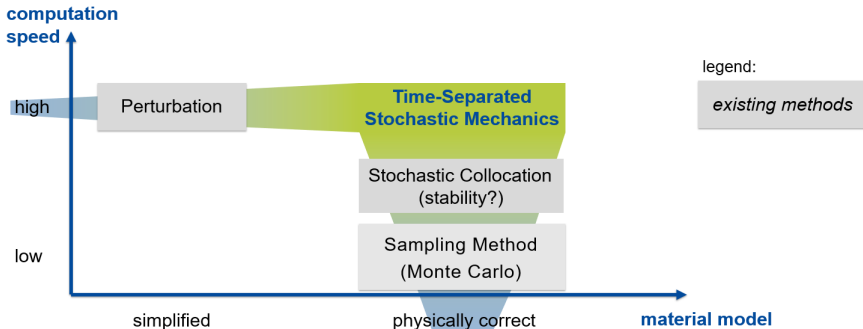 computation
speed
legend:
high
Perturbation
Time-Separated
Stochastic Mechanics
existing methods
Stochastic Collocation
(stability?)
low
Sampling Method
(Monte Carlo)
simplified
physically correct
material model